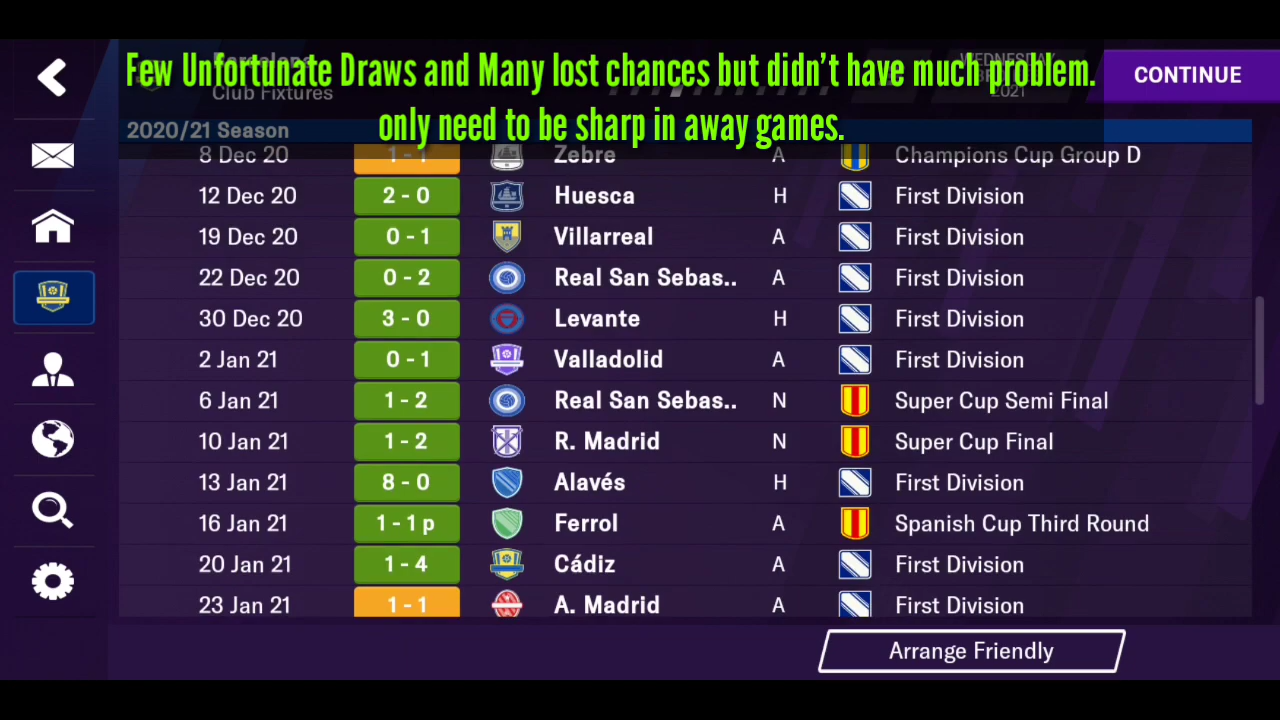 Few Unfortunate Draws and Many lost chances but didn't have much problem.
only need to be sharp in away games.
Club Fixtures
2021
CONTINUE
2020/21 Season
8 Dec 20 1 - 1 Zebre A Champions Cup Group D
12 Dec 20 2 - 0 Huesca H First Division
19 Dec 20 0 - 1 Villarreal A First Division
22 Dec 20 0 - 2 Real San Sebas.. A First Division
30 Dec 20 3 - 0 Levante H First Division
2 Jan 21 0 - 1 Valladolid A First Division
6 Jan 21 1 - 2 Real San Sebas.. N Super Cup Semi Final
10 Jan 21 1 - 2 R. Madrid N Super Cup Final
13 Jan 21 8 - 0 Alavés H First Division
16 Jan 21 1 - 1 p Ferrol A Spanish Cup Third Round
20 Jan 21 1 - 4 Cádiz A First Division
23 Jan 21 1 - 1 A. Madrid A First Division
Arrange Friendly